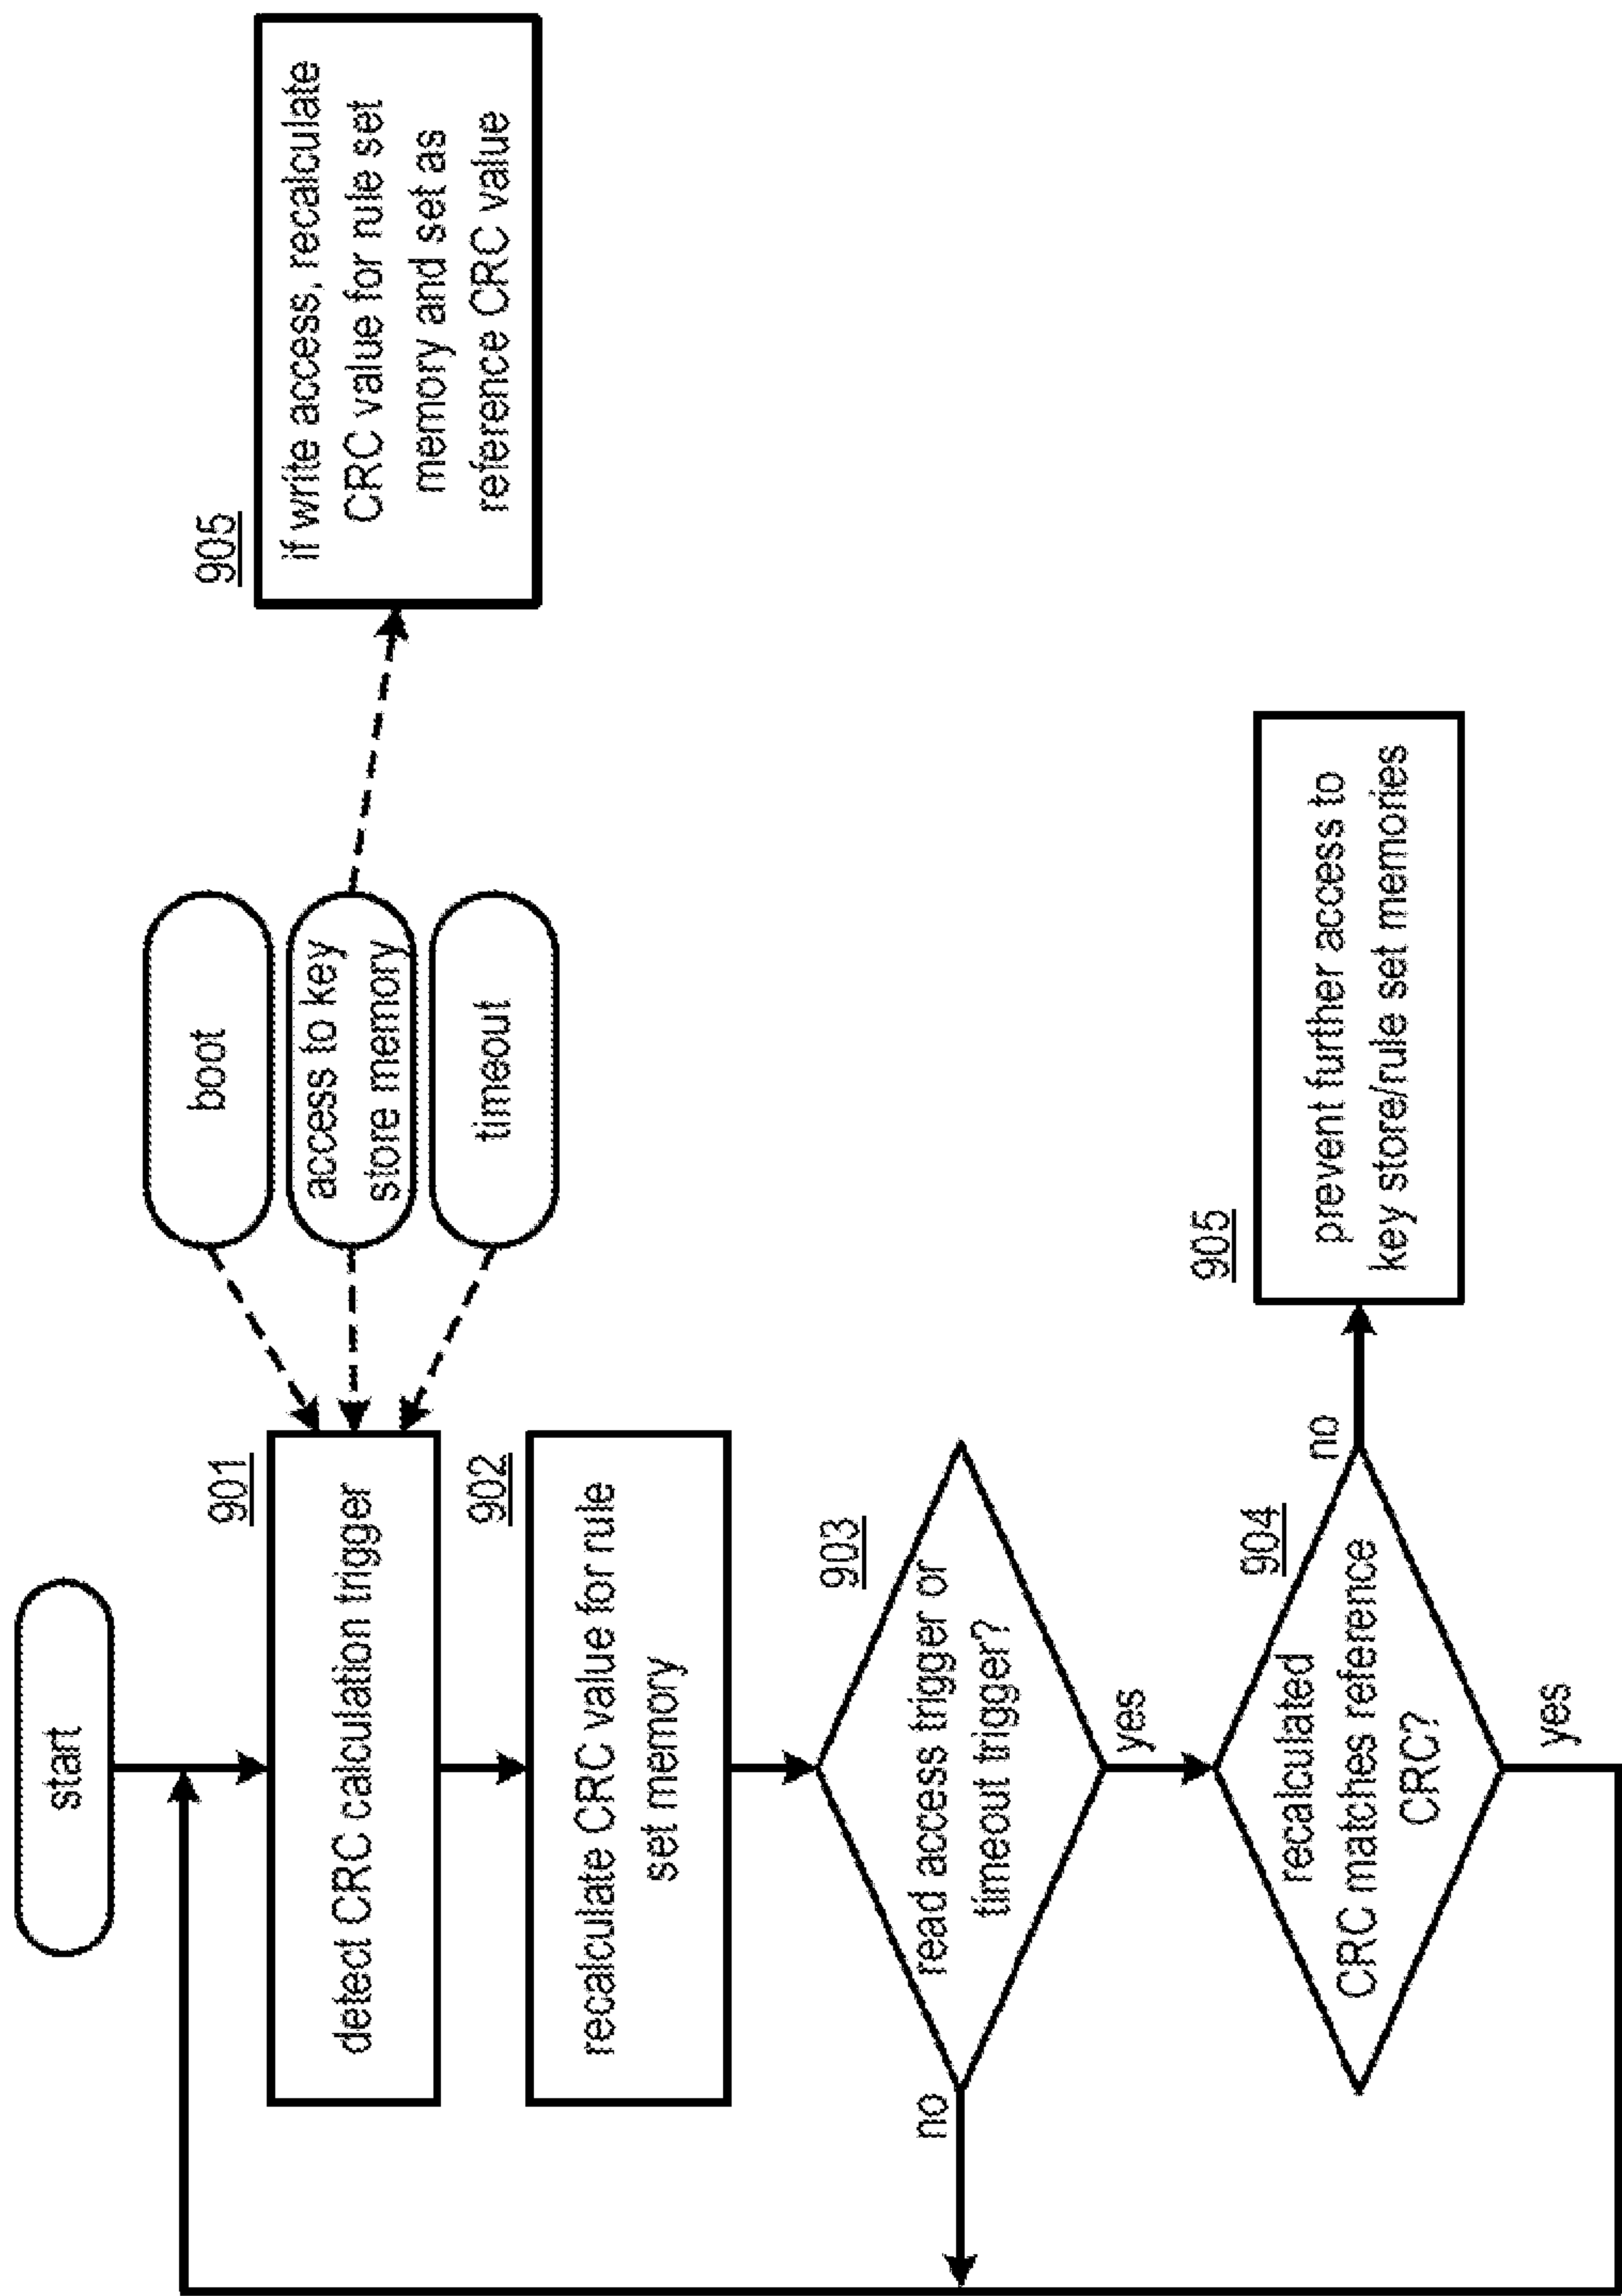 start
901
detect CRC calculation trigger
boot
access to key
store memory
timeout
905
if write access, recalculate
CRC value for rule set
memory and set as
reference CRC value
902
recalculate CRC value for rule
set memory
903
read access trigger or
timeout trigger?
no
yes
904
recalculated
CRC matches reference
CRC?
no
yes
905
prevent further access to
key store/rule set memories